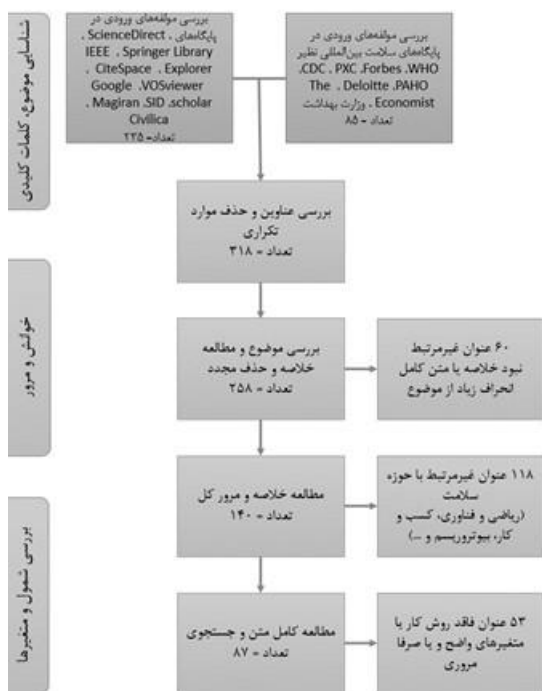 شناسایی موضوع، کلمات کلیدی
بررسی مولفه‌های ورودی در
پایگاه‌های سلامت بین‌المللی نظیر
CDC ، PXC ،Forbes ،WHO،
The ، Deloitte ،PAHO
Economist ، وزارت بهداشت
تعداد = ۸۵
بررسی مولفه‌های ورودی در
پایگاه‌های ScienceDirect ،
IEEE ، Springer Library
CiteSpace ، Explorer ،
Google ،VOSviewer
Magiran ،SID ،scholar ،
Civilica
تعداد= ۲۳۵
بررسی عناوین و حذف موارد
تکراری
تعداد = ۳۱۸
خوانش و مرور
بررسی موضوع و مطالعه
خلاصه و حذف مجدد
تعداد = ۲۵۸
۶۰ عنوان غیرمرتبط
نبود خلاصه یا متن کامل
انحراف زیاد از موضوع
مطالعه خلاصه و مرور کل
تعداد = ۱۴۰
۱۱۸ عنوان غیرمرتبط با حوزه
سلامت
(ریاضی و فناوری، کسب و
کار، بیوتروریسم و ...)
بررسی شمول و متغیرها
مطالعه کامل متن و جستجوی
تعداد = ۸۷
۵۳ عنوان فاقد روش کار یا
متغیرهای واضح و یا صرفا
مروری